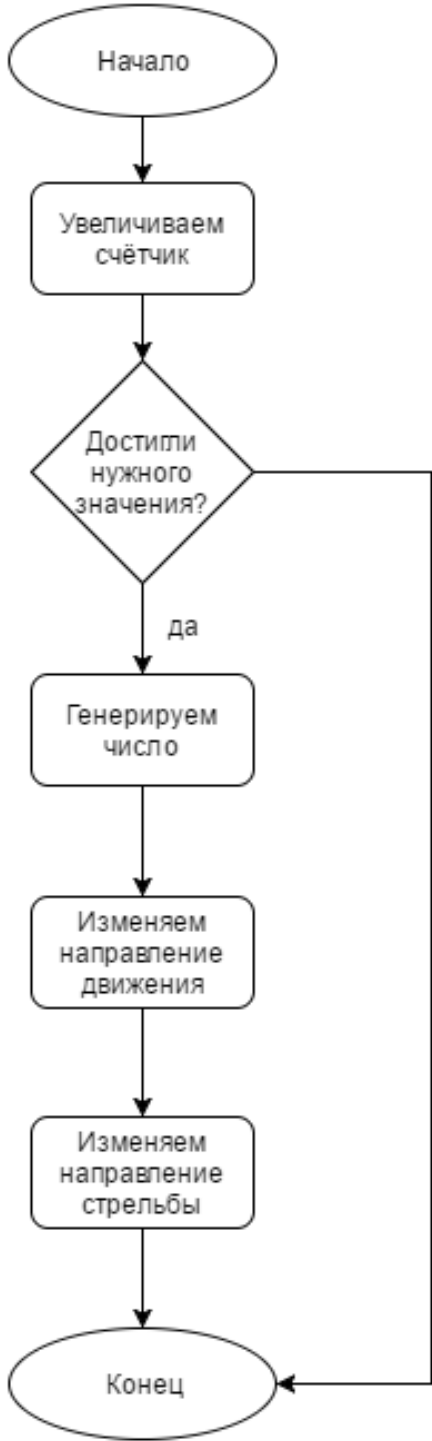 Начало
Увеличиваем
счётчик
Достигли
нужного
значения?
да
Генерируем
число
Изменяем
направление
движения
Изменяем
направление
стрельбы
Конец